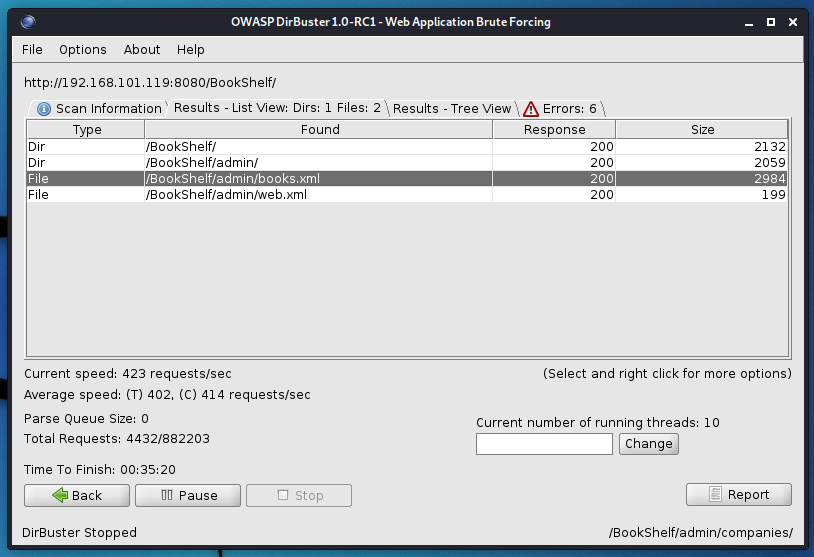 OWASP DirBuster 1.0-RC1 - Web Application Brute Forcing
File Options About Help
http://192.168.101.119:8080/BookShelf/
Scan Information Results - List View: Dirs: 1 Files: 2 Results - Tree View Errors: 6
Type Found Response Size
Dir /BookShelf/ 200 2132
Dir /BookShelf/admin/ 200 2059
File /BookShelf/admin/books.xml 200 2984
File /BookShelf/admin/web.xml 200 199
Current speed: 423 requests/sec (Select and right click for more options)
Average speed: (T) 402, (C) 414 requests/sec
Parse Queue Size: 0
Current number of running threads: 10
Total Requests: 4432/882203
Change
Time To Finish: 00:35:20
Back Pause Stop Report
DirBuster Stopped /BookShelf/admin/companies/